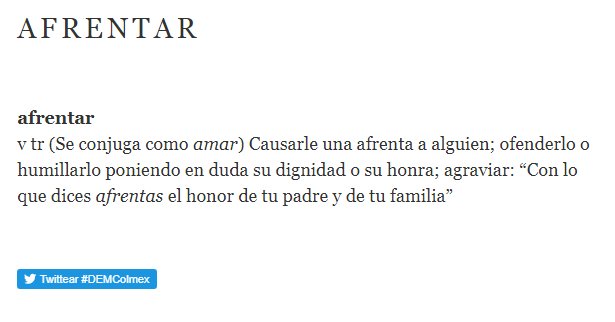 AFRENTAR
afrentar
v tr (Se conjuga como amar) Causarle una afrenta a alguien; ofenderlo o
humillarlo poniendo en duda su dignidad o su honra; agraviar: “Con lo
que dices afrentas el honor de tu padre y de tu familia”
Twittear #DEMColmex